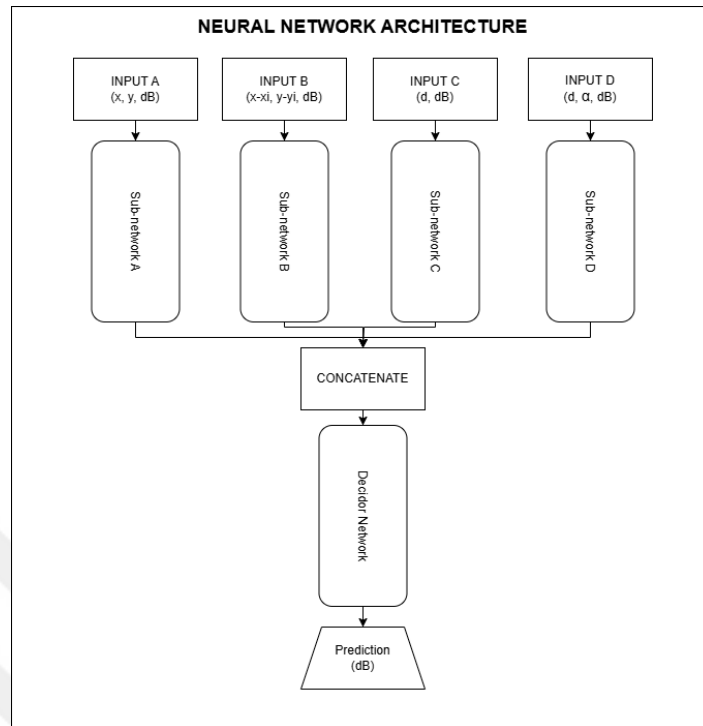 NEURAL NETWORK ARCHITECTURE
INPUT A
(x, y, dB)
INPUT B
(x-xi, y-yi, dB)
INPUT C
(d, dB)
INPUT D
(d, α, dB)
Sub-network A
Sub-network B
Sub-network C
Sub-network D
CONCATENATE
Decidor Network
Prediction
(dB)